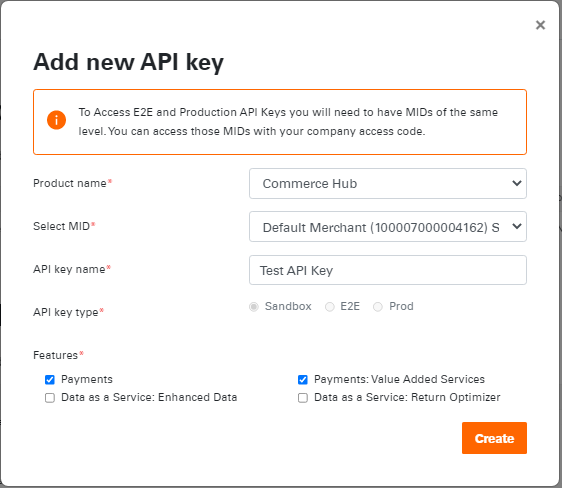 ×
Add new API key
To Access E2E and Production API Keys you will need to have MIDs of the same
level. You can access those MIDs with your company access code.
Product name* Commerce Hub
Select MID* Default Merchant (100007000004162) S
API key name* Test API Key
API key type* Sandbox E2E Prod
Features*
Payments Payments: Value Added Services
Data as a Service: Enhanced Data Data as a Service: Return Optimizer
Create